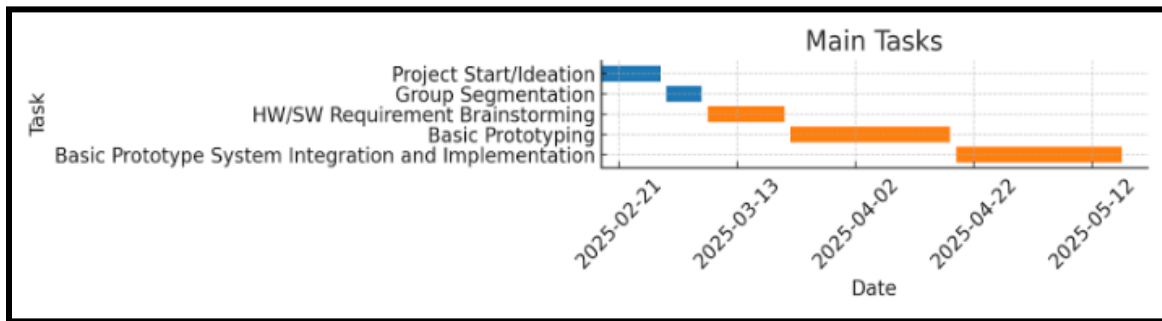 Main Tasks
Task
Project Start/Ideation
Group Segmentation
HW/SW Requirement Brainstorming
Basic Prototyping
Basic Prototype System Integration and Implementation
2025-02-21
2025-03-13
2025-04-02
2025-04-22
2025-05-12
Date